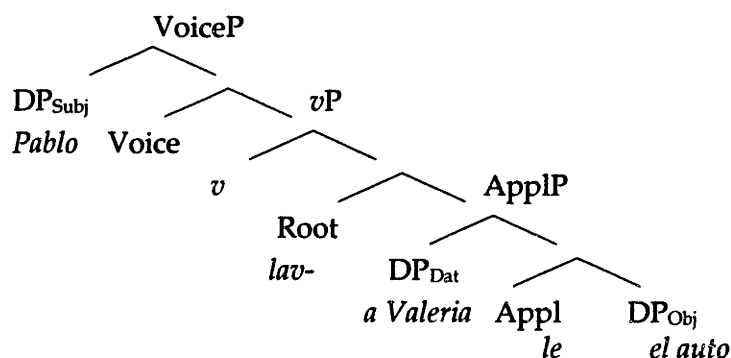 VoiceP
DPSubj vP
Pablo Voice
v ApplP
Root
lav- DPDat
a Valeria Appl DPObj
le el auto